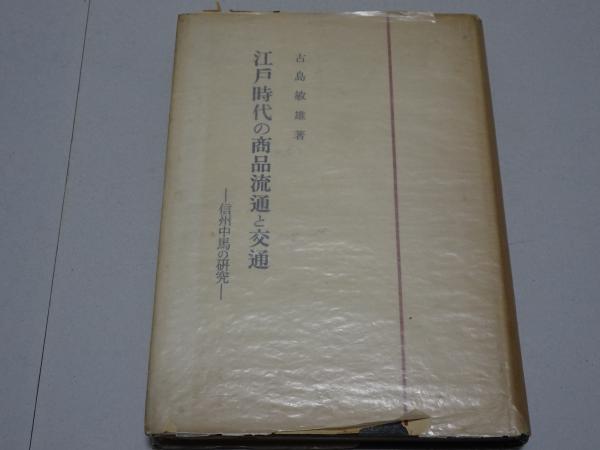 古島敏雄著
江戸時代の商品流通と交通
―信州中馬の研究―